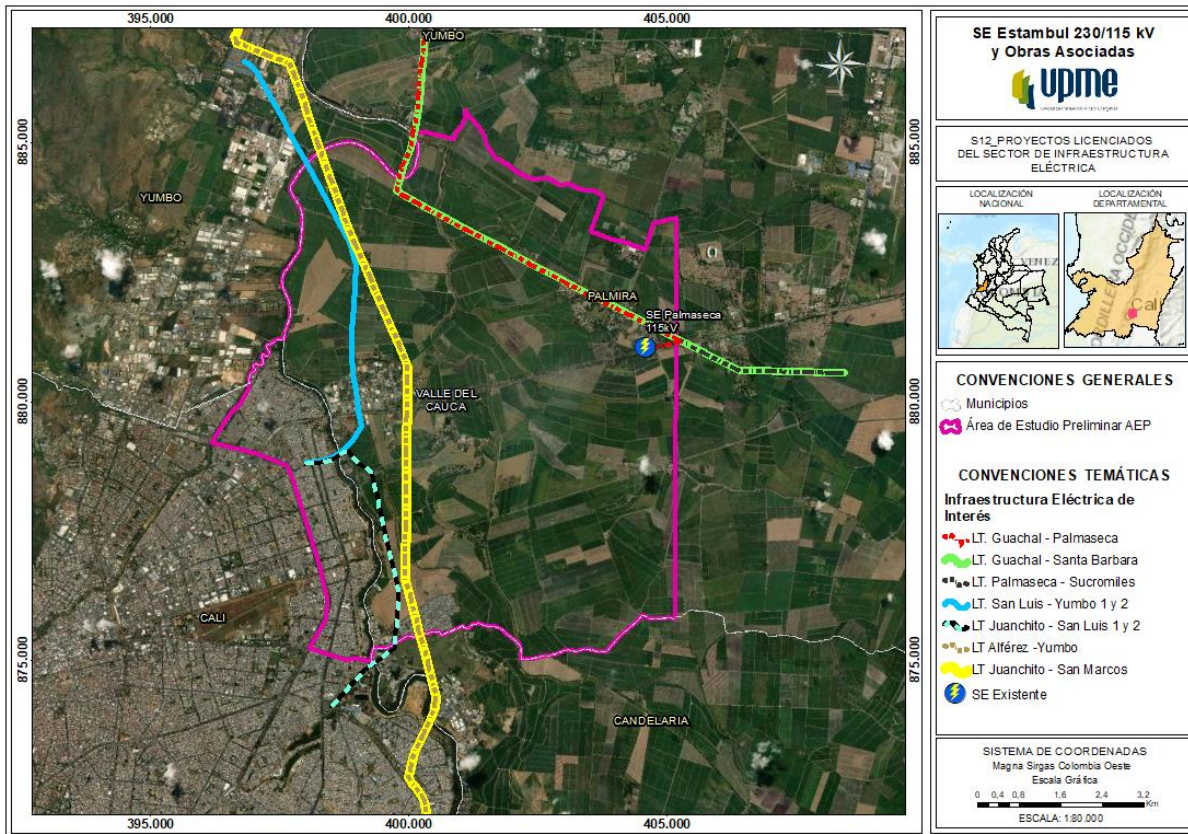 395.000
400.000
405.000
885.000
885.000
880.000
880.000
875.000
875.000
395.000
400.000
405.000
YUMBO
YUMBO
PALMIRA
SE Palmaseca
115kV
VALLE DEL
CAUCA
CALI
CANDELARIA
SE Estambul 230/115 kV
y Obras Asociadas
upme
S12_PROYECTOS LICENCIADOS
DEL SECTOR DE INFRAESTRUCTURA
ELÉCTRICA
LOCALIZACIÓN
NACIONAL
LOCALIZACIÓN
DEPARTAMENTAL
Cali
CONVENCIONES GENERALES
Municipios
Área de Estudio Preliminar AEP
CONVENCIONES TEMÁTICAS
Infraestructura Eléctrica de
Interés
LT. Guachal - Palmaseca
LT. Guachal - Santa Barbara
LT. Palmaseca - Sucromiles
LT. San Luis - Yumbo 1 y 2
LT Juanchito - San Luis 1 y 2
LT Alférez -Yumbo
LT Juanchito - San Marcos
SE Existente
SISTEMA DE COORDENADAS
Magna Sirgas Colombia Oeste
Escala Gráfica
0 0,4 0,8 1,6 2,4 3,2
Km
ESCALA: 1:80.000